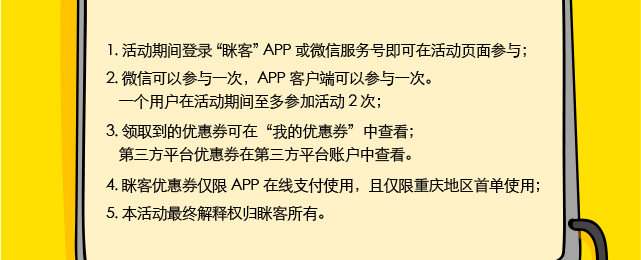 1. 活动期间登录“眯客”APP 或微信服务号即可在活动页面参与；
2. 微信可以参与一次，APP 客户端可以参与一次。
一个用户在活动期间至多参加活动 2 次；
3. 领取到的优惠券可在“我的优惠券”中查看；
第三方平台优惠券在第三方平台账户中查看。
4. 眯客优惠券仅限 APP 在线支付使用，且仅限重庆地区首单使用；
5. 本活动最终解释权归眯客所有。